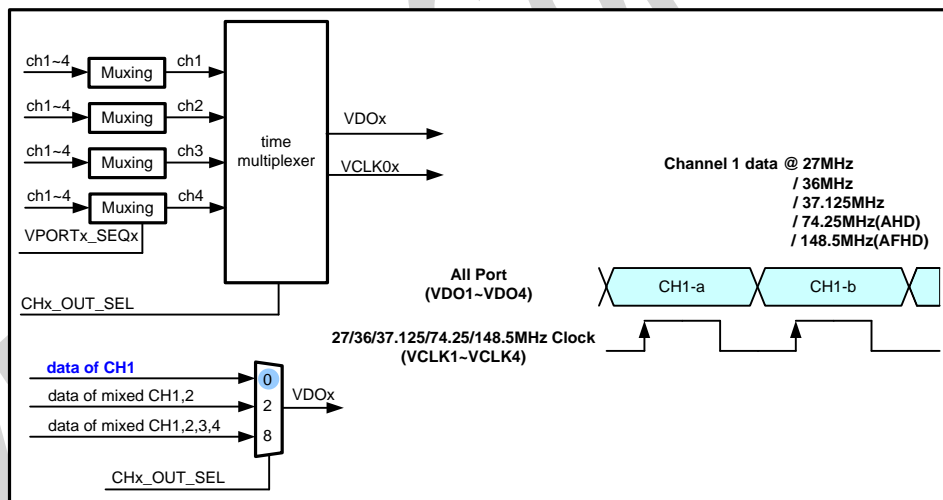 ch1~4
Muxing
ch1
ch1~4
Muxing
ch2
ch1~4
Muxing
ch3
ch1~4
Muxing
ch4
VPORTx_SEQx
time
multiplexer
VDOx
VCLK0x
CHx_OUT_SEL
Channel 1 data @ 27MHz
/ 36MHz
/ 37.125MHz
/ 74.25MHz(AHD)
/ 148.5MHz(AFHD)
All Port
(VDO1~VDO4)
CH1-a
CH1-b
27/36/37.125/74.25/148.5MHz Clock
(VCLK1~VCLK4)
data of CH1
0
data of mixed CH1,2
2
data of mixed CH1,2,3,4
8
VDOx
CHx_OUT_SEL